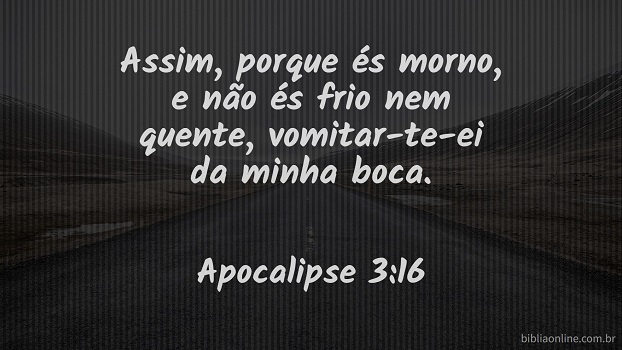 Assim, porque és morno,
e não és frio nem
quente, vomitar-te-ei
da minha boca.
Apocalipse 3:16
bibliaonline.com.br